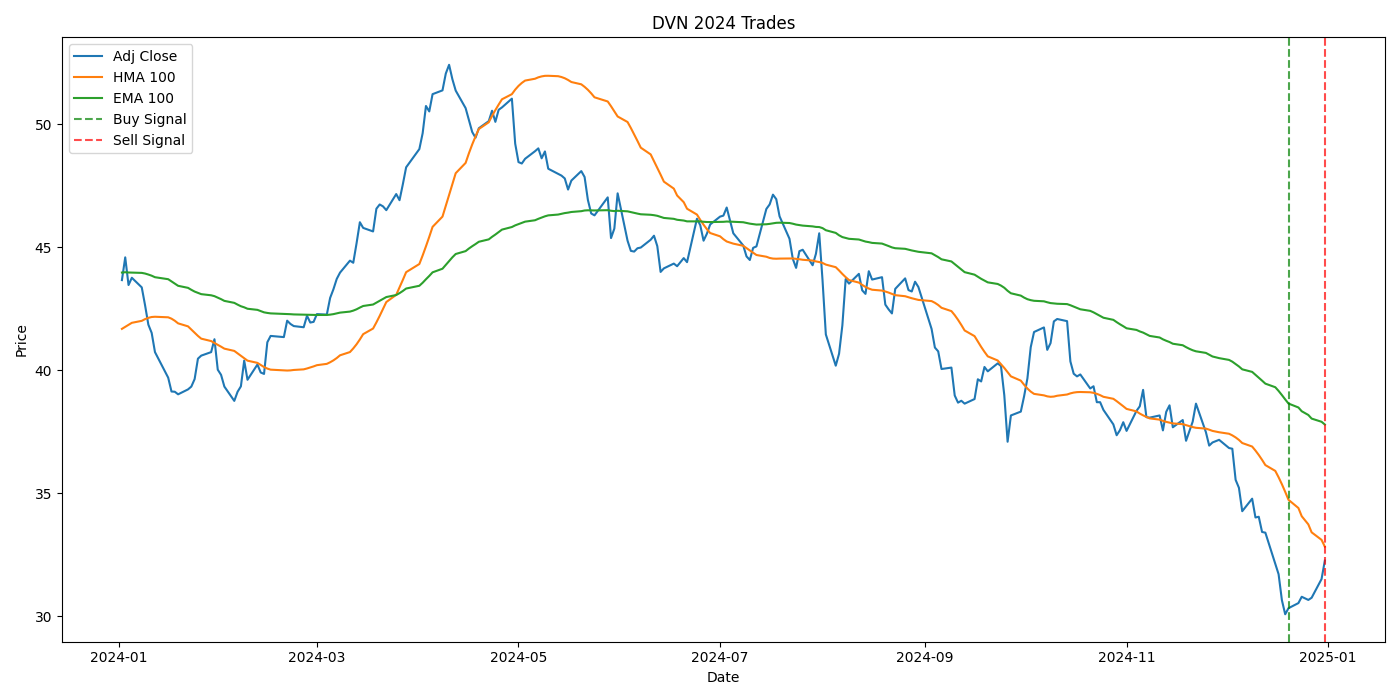 DVN 2024 Trades
Adj Close
HMA 100
EMA 100
Buy Signal
Sell Signal
Price
50
45
40
35
30
2024-01
2024-03
2024-05
2024-07
2024-09
2024-11
2025-01
Date